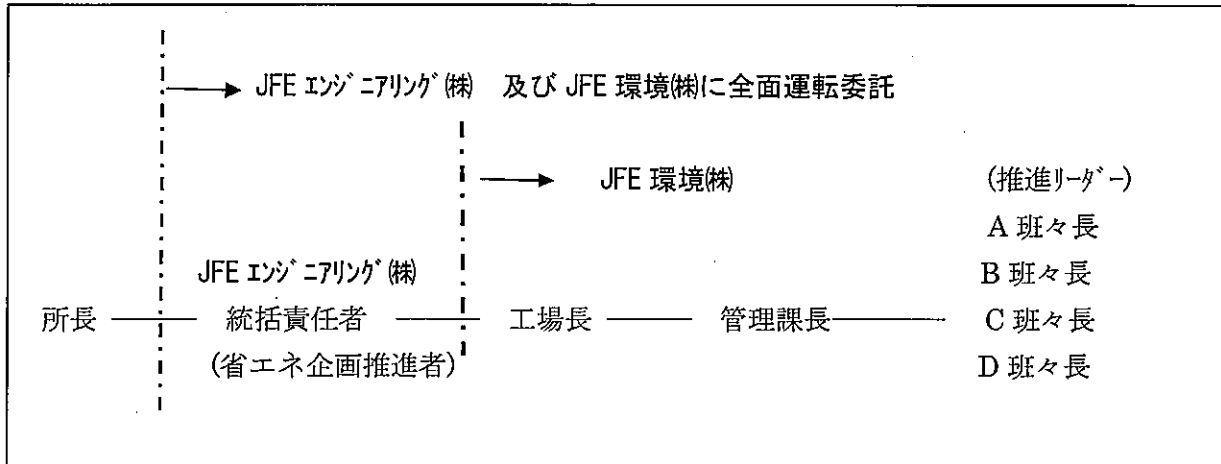 JFE ｴﾝｼﾞﾆｱﾘﾝｸﾞ㈱ 及び JFE 環境㈱に全面運転委託
JFE 環境㈱ (推進ﾘｰﾀﾞｰ)
A 班々長
JFE ｴﾝｼﾞﾆｱﾘﾝｸﾞ㈱ B 班々長
所長 統括責任者 工場長 管理課長 C 班々長
(省エネ企画推進者) D 班々長